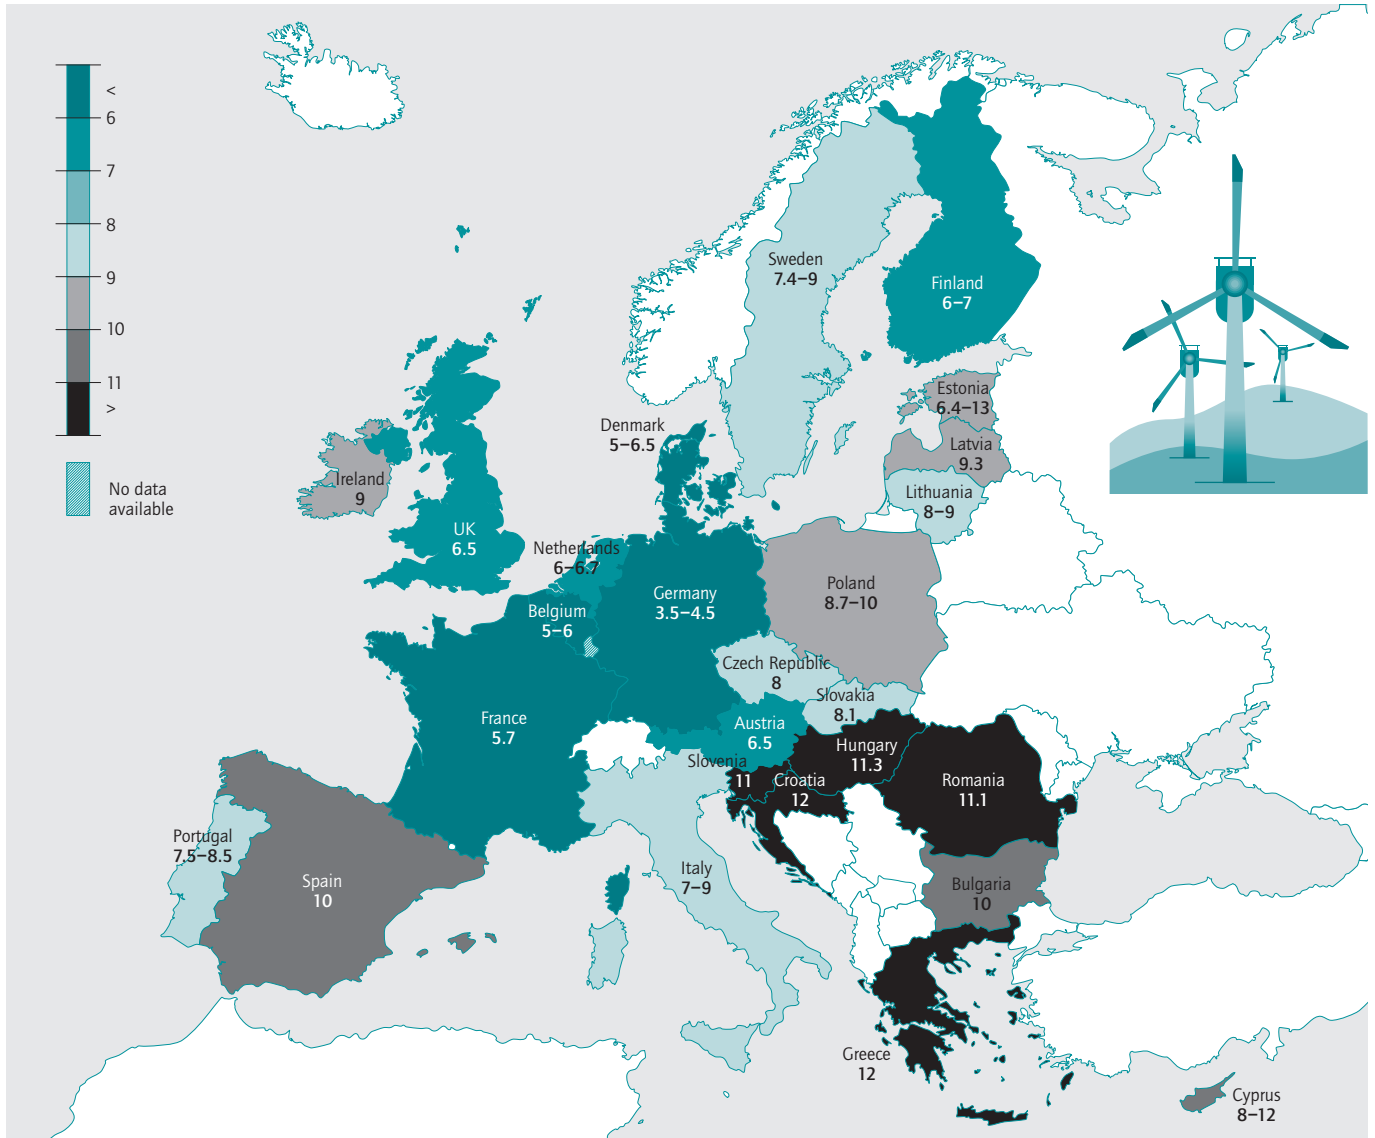 <
6
7
8
9
10
11
>
No data
available
Sweden
7.4–9
Finland
6–7
Estonia
6.4–13
Denmark
5–6.5
Latvia
9.3
Ireland
9
Lithuania
8–9
UK
6.5
Netherlands
6–6.7
Poland
8.7–10
Germany
3.5–4.5
Belgium
5–6
Czech Republic
8
Slovakia
8.1
France
5.7
Austria
6.5
Hungary
11.3
Slovenia
11
Croatia
12
Romania
11.1
Portugal
7.5–8.5
Italy
7–9
Spain
10
Bulgaria
10
Greece
12
Cyprus
8–12